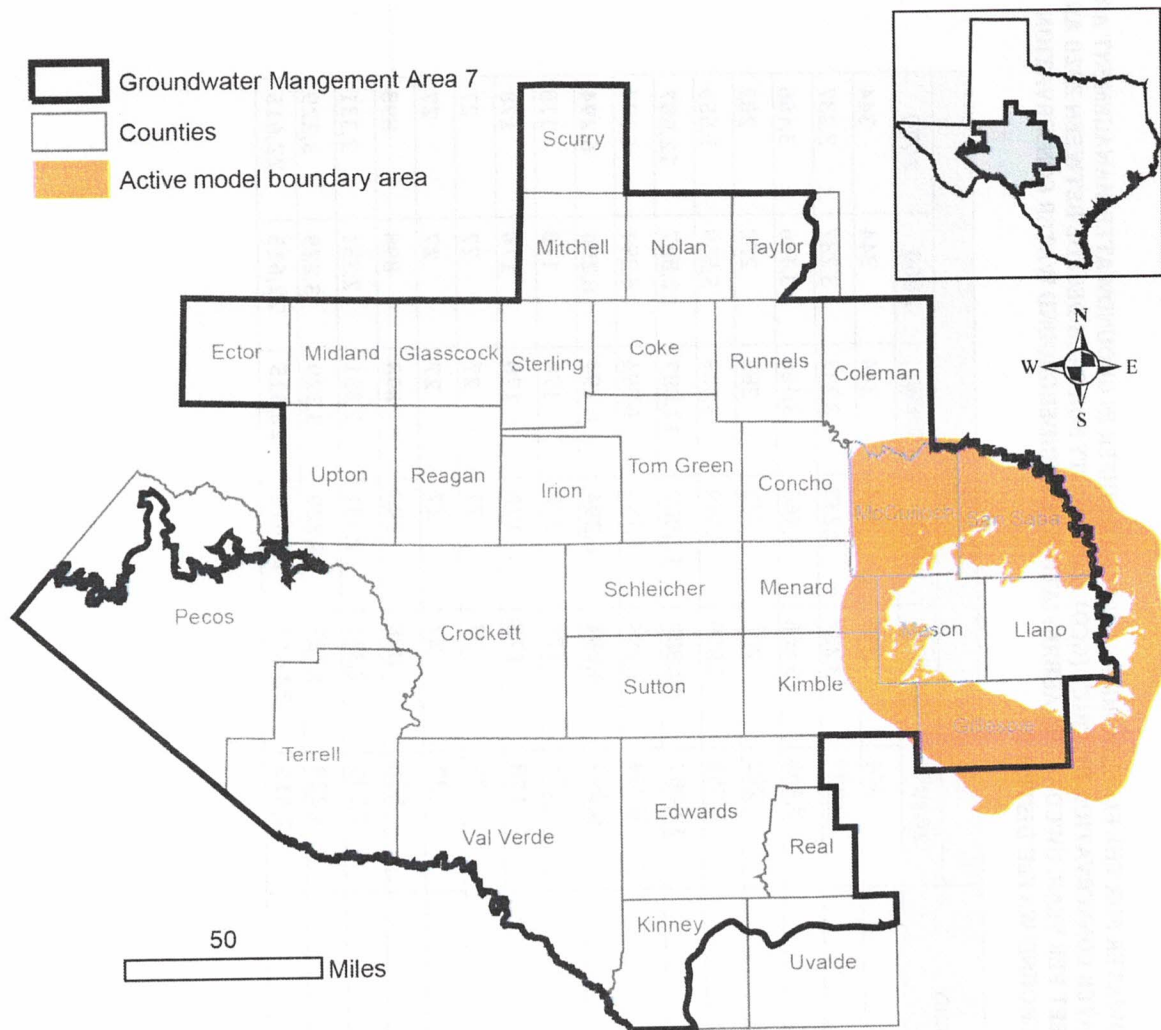 Groundwater Mangement Area 7
Counties
Active model boundary area
Scurry
Mitchell
Nolan
Taylor
Ector
Midland
Glasscock
Sterling
Coke
Runnels
Coleman
N
W
E
S
Upton
Reagan
Irion
Tom Green
Concho
McCulloch
San Saba
Pecos
Crockett
Schleicher
Menard
Mason
Llano
Sutton
Kimble
Gillespie
Terrell
Val Verde
Edwards
Real
Kinney
Uvalde
50
Miles